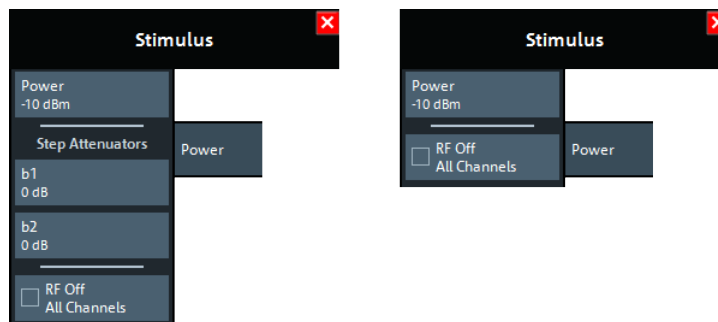 Stimulus
Power
-10 dBm
Step Attenuators
Power
b1
0 dB
b2
0 dB
RF Off
All Channels
Stimulus
Power
-10 dBm
RF Off
All Channels
Power